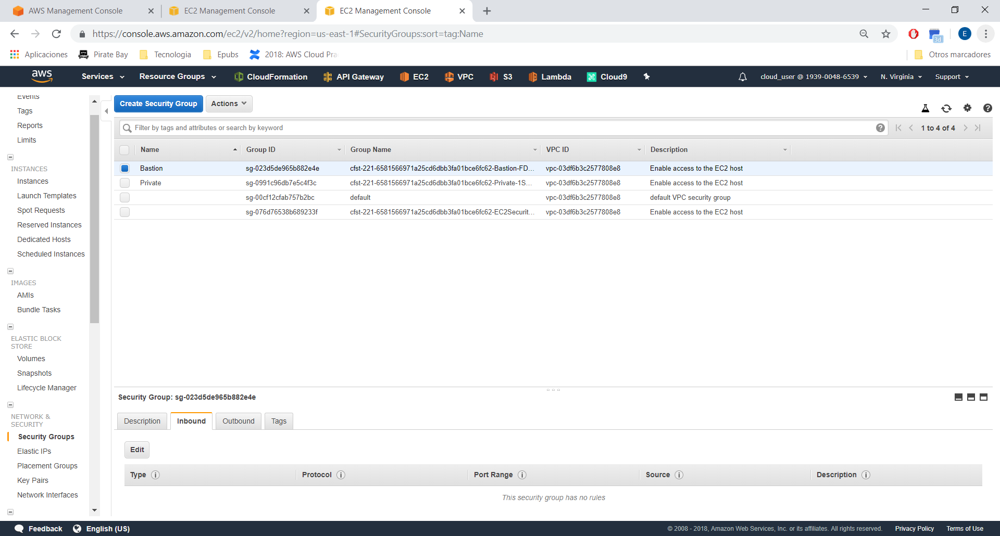 AWS Management Console
EC2 Management Console
EC2 Management Console
https://console.aws.amazon.com/ec2/v2/home?region=us-east-1#SecurityGroups:sort=tag:Name
3d
E
Aplicaciones
Pirate Bay
Tecnologia
Epubs
2018: AWS Cloud Pra
Otros marcadores
aws
Services
Resource Groups
CloudFormation
API Gateway
EC2
VPC
S3
Lambda
Cloud9
cloud_user @ 1939-0048-6539
N. Virginia
Support
Events
Tags
Reports
Limits
INSTANCES
Instances
Launch Templates
Spot Requests
Reserved Instances
Dedicated Hosts
Scheduled Instances
IMAGES
AMIs
Bundle Tasks
ELASTIC BLOCK
STORE
Volumes
Snapshots
Lifecycle Manager
NETWORK &
SECURITY
Security Groups
Elastic IPs
Placement Groups
Key Pairs
Network Interfaces
Create Security Group
Actions
Filter by tags and attributes or search by keyword
1 to 4 of 4
Name Group ID Group Name VPC ID Description
Bastion sg-023d5de965b882e4e cfst-221-6581566971a25cd6dbb3fa01bce6fc62-Bastion-FD... vpc-03df6b3c2577808e8 Enable access to the EC2 host
Private sg-0991c96db7e5c4f3c cfst-221-6581566971a25cd6dbb3fa01bce6fc62-Private-1S... vpc-03df6b3c2577808e8 Enable access to the EC2 host
sg-00cf12cfab757b2bc default vpc-03df6b3c2577808e8 default VPC security group
sg-076d76538b689233f cfst-221-6581566971a25cd6dbb3fa01bce6fc62-EC2Securit... vpc-03df6b3c2577808e8 Enable access to the EC2 host
Security Group: sg-023d5de965b882e4e
Description
Inbound
Outbound
Tags
Edit
Type Protocol Port Range Source Description
This security group has no rules
Feedback
English (US)
© 2008 - 2018, Amazon Web Services, Inc. or its affiliates. All rights reserved.
Privacy Policy
Terms of Use